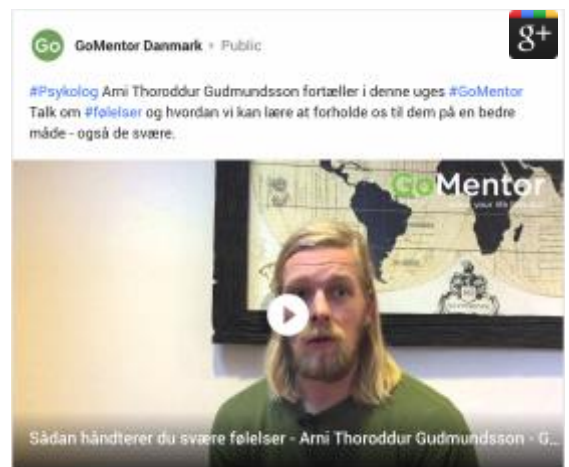 Go GoMentor Danmark • Public
g+
#Psykolog Arni Thoroddur Gudmundsson fortæller i denne uges #GoMentor
Talk om #følelser og hvordan vi kan lære at forholde os til dem på en bedre
måde - også de svære.
GoMentor
your life
Sådan håndterer du svære følelser - Arni Thoroddur Gudmundsson - G...